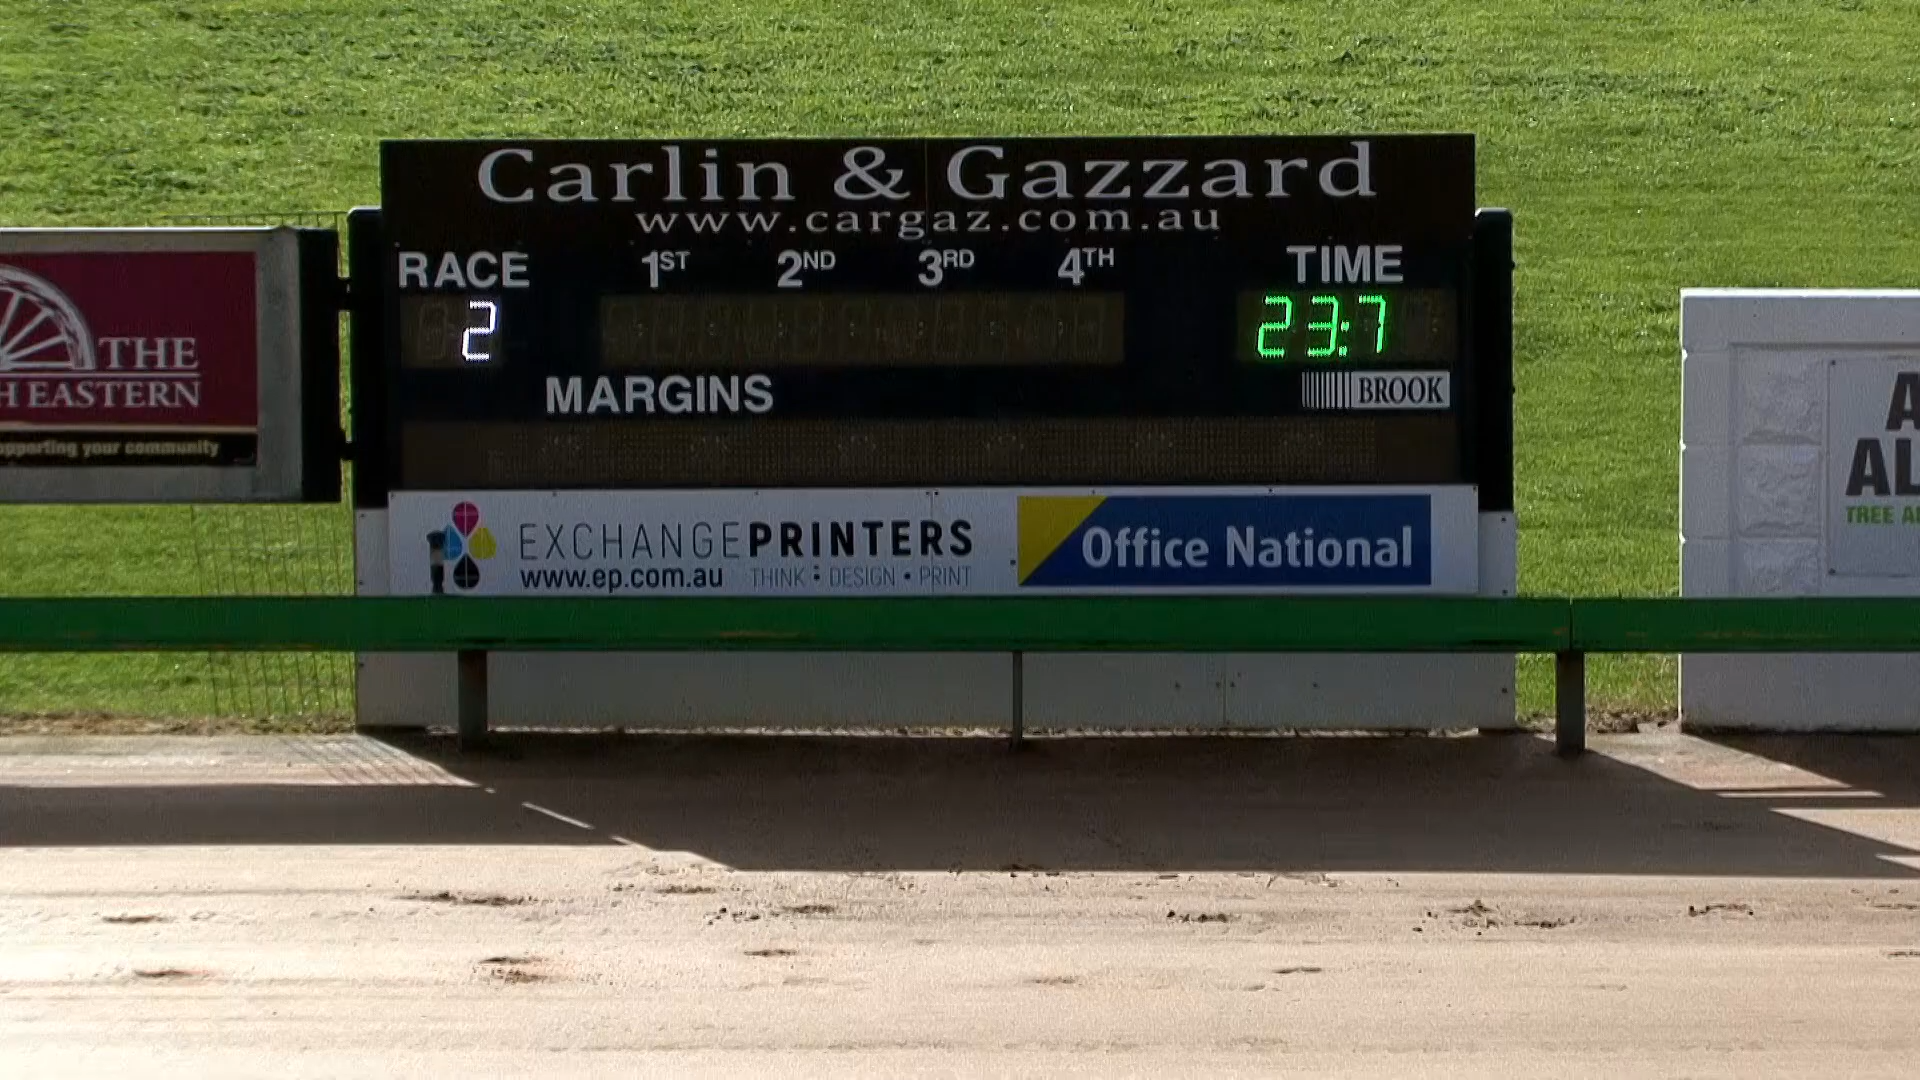 Carlin & Gazzard
www.cargaz.com.au
RACE 1ST 2ND 3RD 4TH TIME
2 23:7
MARGINS BROOK
THE
H EASTERN
pporting your community
EXCHANGEPRINTERS
www.ep.com.au THINK : DESIGN • PRINT
Office National
A
AL
TREE A